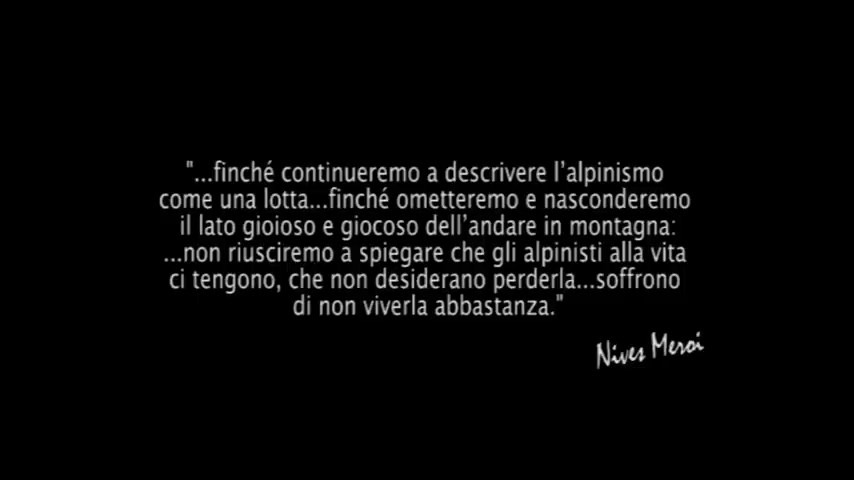 "...finché continueremo a descrivere l’alpinismo
come una lotta...finché ometteremo e nasconderemo
il lato gioioso e giocoso dell’andare in montagna:
...non riusciremo a spiegare che gli alpinisti alla vita
ci tengono, che non desiderano perderla...soffrono
di non viverla abbastanza."
Nives Meroi